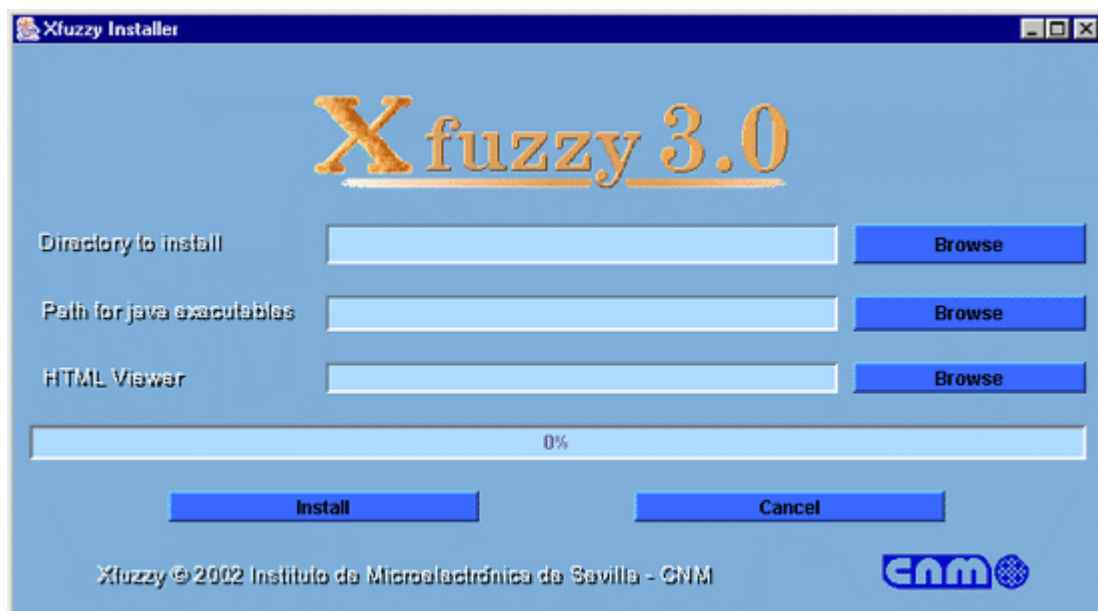 Xfuzzy Installer
Xfuzzy 3.0
Directory to install
Browse
Path for java executables
Browse
HTML Viewer
Browse
0%
Install
Cancel
Xfuzzy © 2002 Instituto de Microelectrónica de Sevilla - CNM
cnm